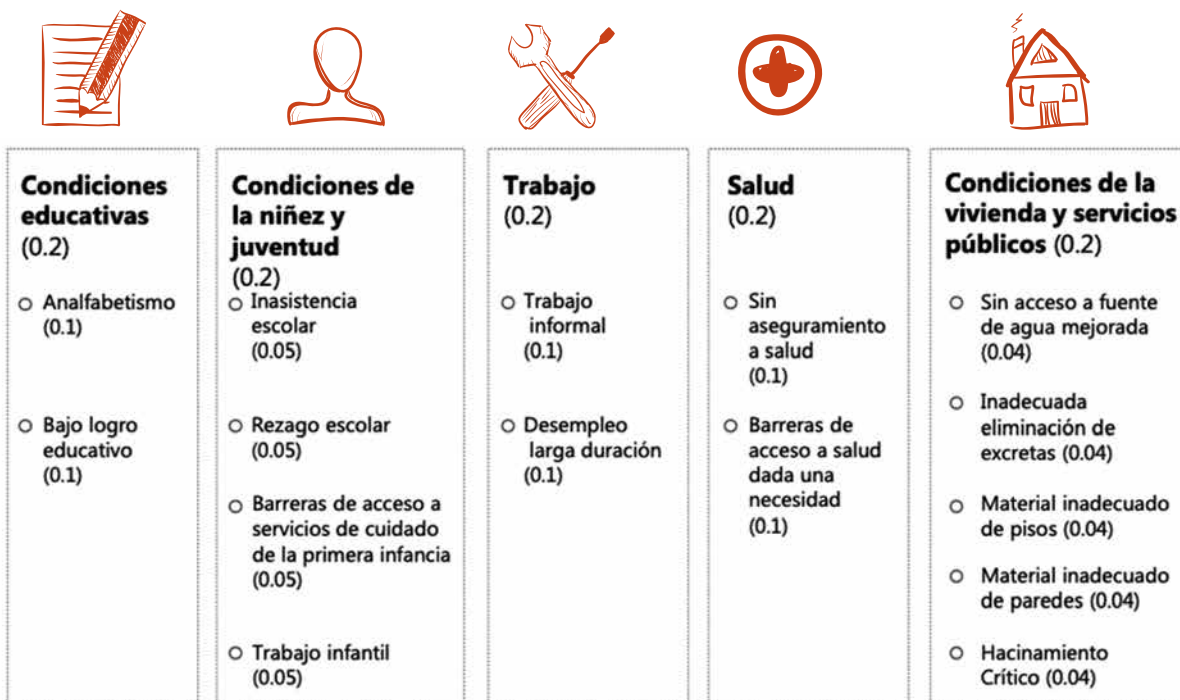 Condiciones
educativas
(0.2)
Analfabetismo
(0.1)
Bajo logro
educativo
(0.1)
Condiciones de
la niñez y
juventud
(0.2)
Inasistencia
escolar
(0.05)
Rezago escolar
(0.05)
Barreras de acceso a
servicios de cuidado
de la primera infancia
(0.05)
Trabajo infantil
(0.05)
Trabajo
(0.2)
Trabajo
informal
(0.1)
Desempleo
larga duración
(0.1)
Salud
(0.2)
Sin
aseguramiento
a salud
(0.1)
Barreras de
acceso a salud
dada una
necesidad
(0.1)
Condiciones de la
vivienda y servicios
públicos (0.2)
Sin acceso a fuente
de agua mejorada
(0.04)
Inadecuada
eliminación de
excretas (0.04)
Material inadecuado
de pisos (0.04)
Material inadecuado
de paredes (0.04)
Hacinamiento
Crítico (0.04)